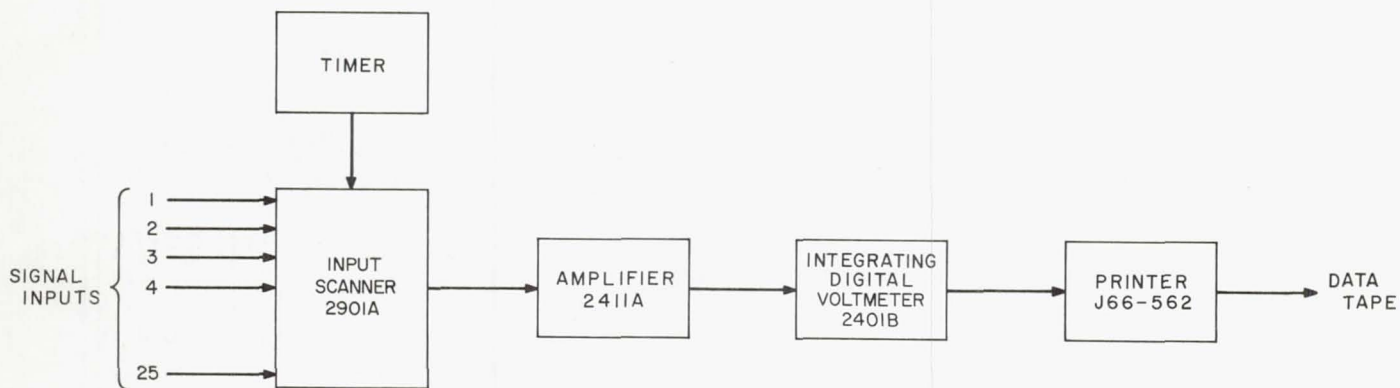 TIMER
SIGNAL
INPUTS
1
2
3
4
25
INPUT
SCANNER
2901A
AMPLIFIER
2411A
INTEGRATING
DIGITAL
VOLTMETER
2401B
PRINTER
J66-562
DATA
TAPE